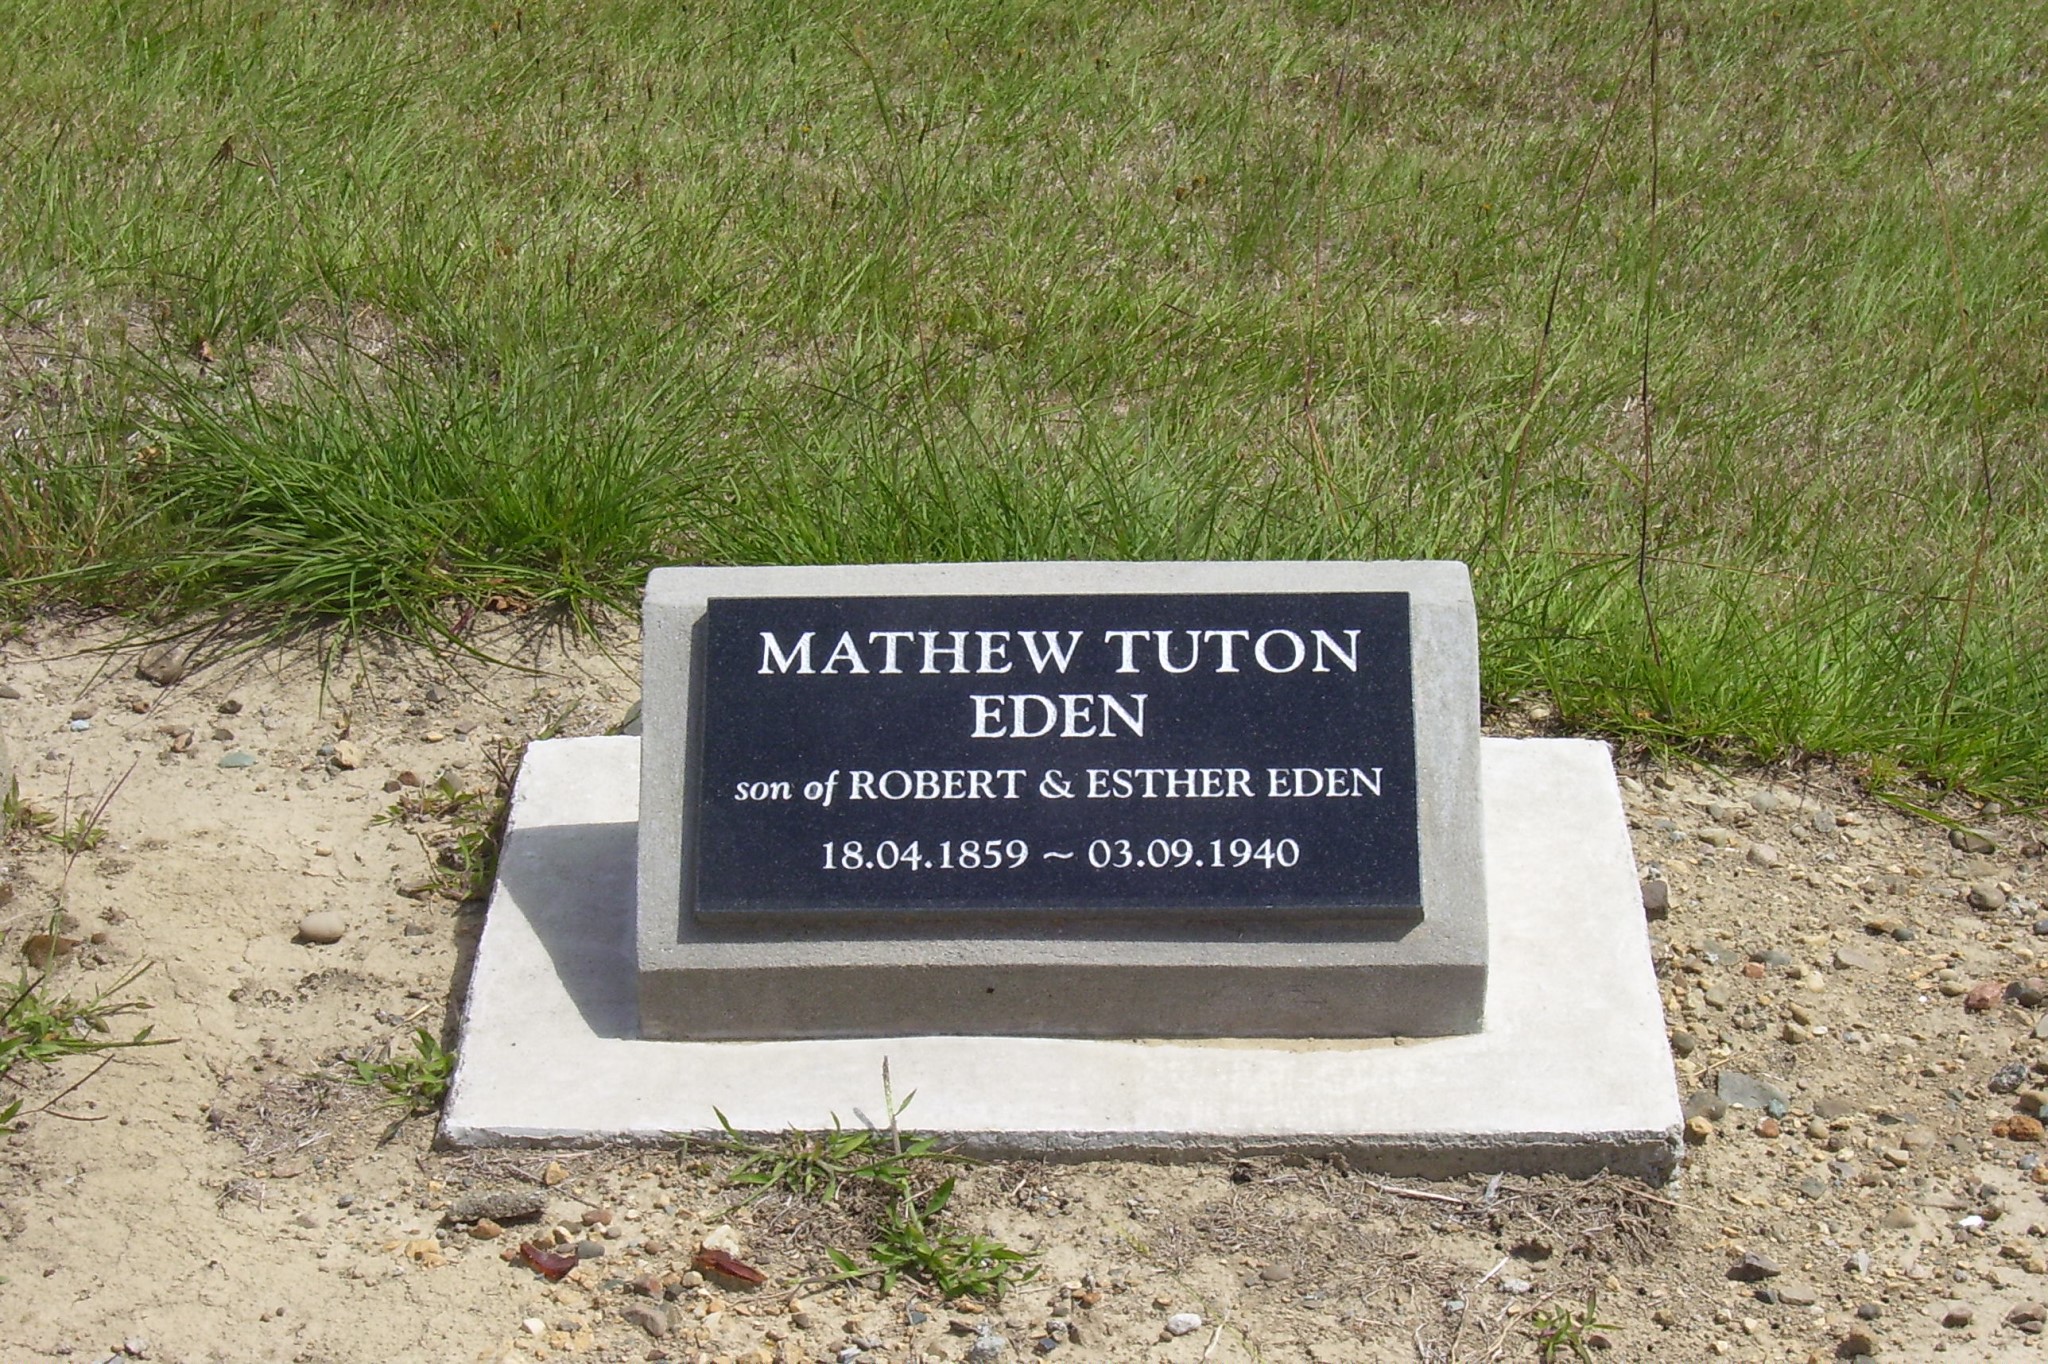 MATHEW TUTON
EDEN
son of ROBERT & ESTHER EDEN
18.04.1859 ~ 03.09.1940